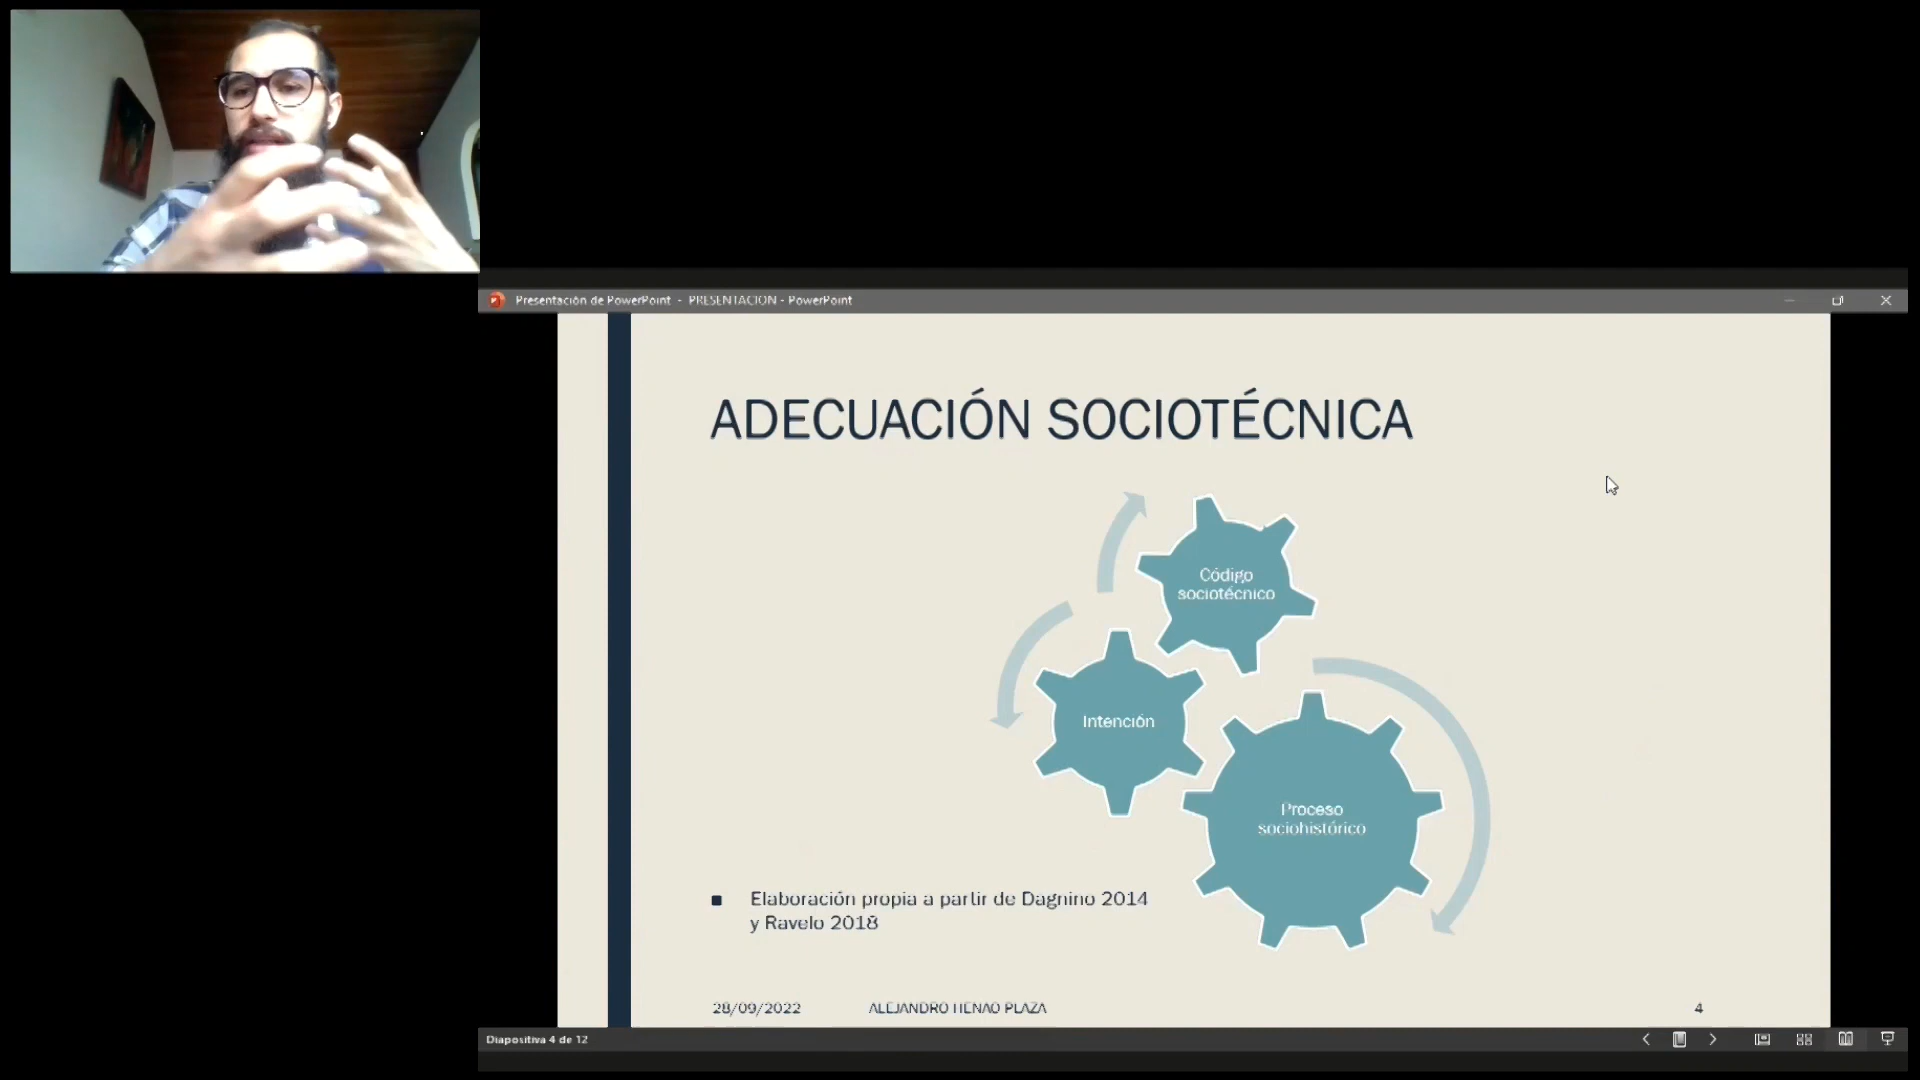 Presentación de PowerPoint - PRESENTACION - PowerPoint
ADECUACIÓN SOCIOTÉCNICA
Código
sociotécnico
Intención
Proceso
sociohistórico
Elaboración propia a partir de Dagnino 2014
y Ravelo 2018
28/09/2022 ALEJANDRO HENAO PLAZA 4
Diapositiva 4 de 12